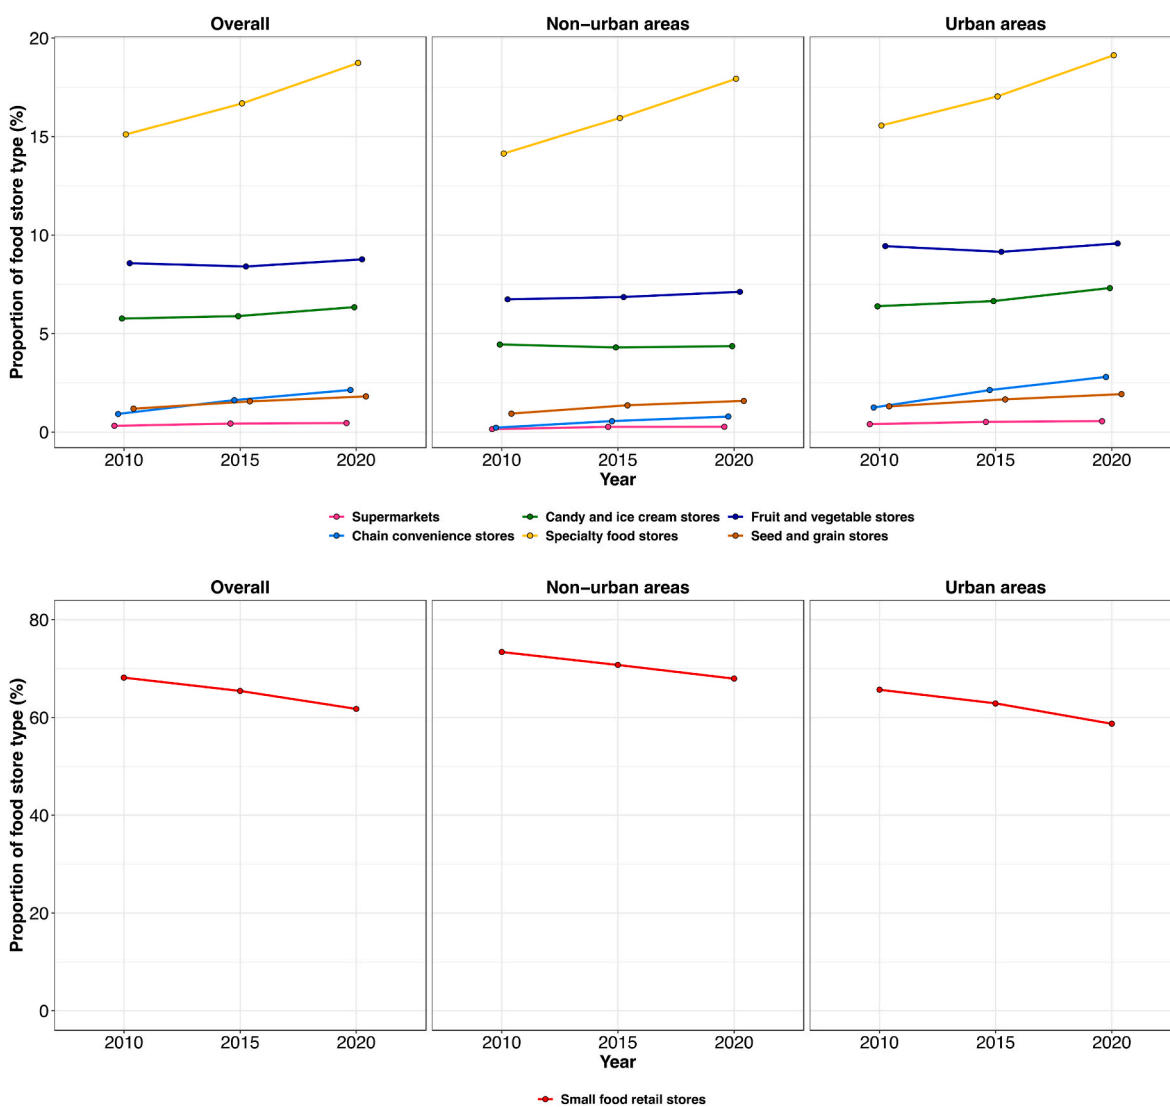 Overall
Non-urban areas
Urban areas
Proportion of food store type (%)
20
15
10
5
0
2010 2015 2020
2010 2015 2020
2010 2015 2020
Year
Year
Year
Supermarkets
Candy and ice cream stores
Fruit and vegetable stores
Chain convenience stores
Specialty food stores
Seed and grain stores
Overall
Non-urban areas
Urban areas
Proportion of food store type (%)
80
60
40
20
0
2010 2015 2020
2010 2015 2020
2010 2015 2020
Year
Year
Year
Small food retail stores